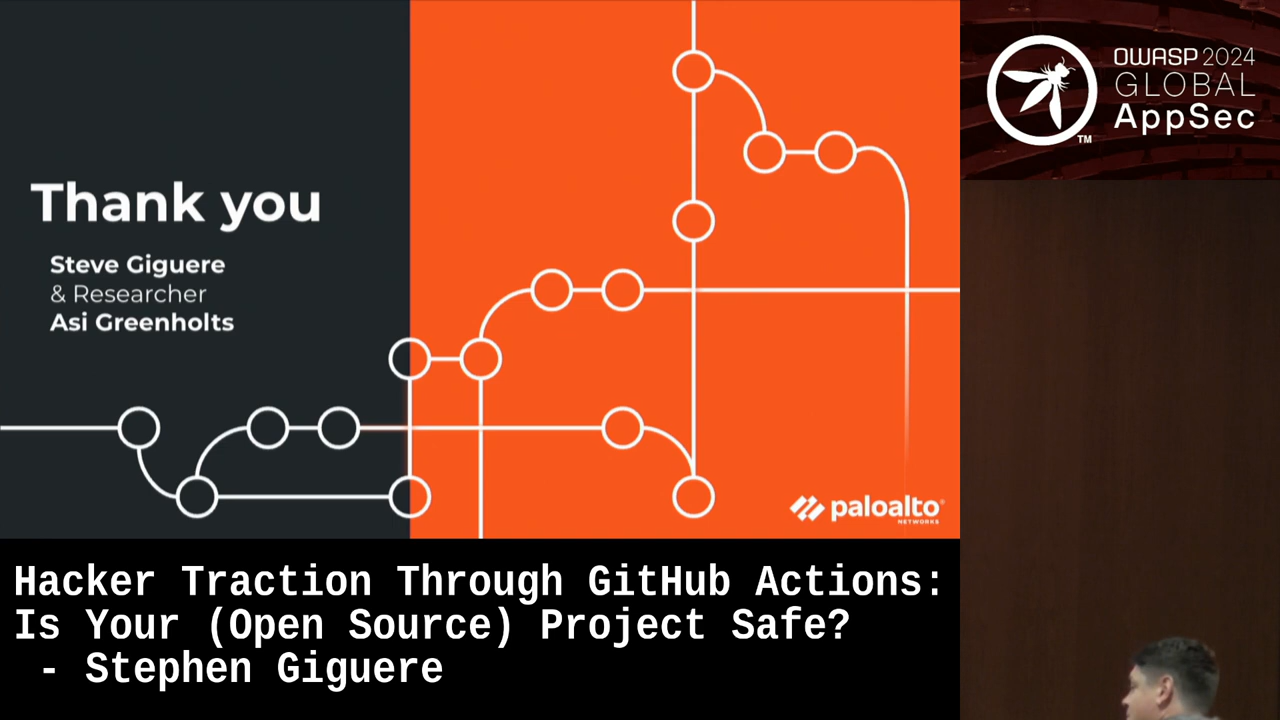 Thank you
Steve Giguere
& Researcher
Asi Greenholts
paloalto
NETWORKS
OWASP 2024
GLOBAL
AppSec
TM
Hacker Traction Through GitHub Actions:
Is Your (Open Source) Project Safe?
- Stephen Giguere